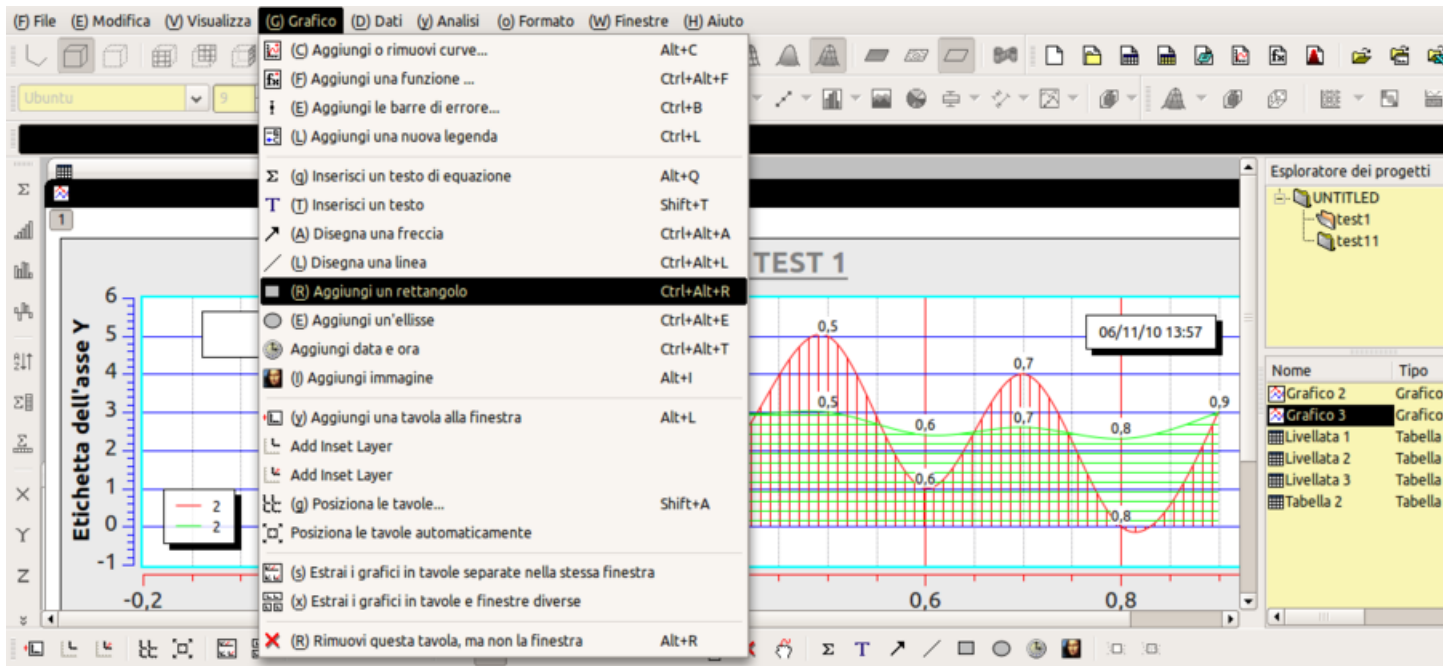 (F) File (E) Modifica (V) Visualizza (G) Grafico (D) Dati (y) Analisi (o) Formato (W) Finestre (H) Aiuto
Ubuntu 9
(C) Aggiungi o rimuovi curve... Alt+C
(F) Aggiungi una funzione ... Ctrl+Alt+F
(E) Aggiungi le barre di errore... Ctrl+B
(L) Aggiungi una nuova legenda Ctrl+L
(q) Inserisci un testo di equazione Alt+Q
(T) Inserisci un testo Shift+T
(A) Disegna una freccia Ctrl+Alt+A
(L) Disegna una linea Ctrl+Alt+L
(R) Aggiungi un rettangolo Ctrl+Alt+R
(E) Aggiungi un'ellisse Ctrl+Alt+E
Aggiungi data e ora Ctrl+Alt+T
(I) Aggiungi immagine Alt+I
(y) Aggiungi una tavola alla finestra Alt+L
Add Inset Layer
Add Inset Layer
(g) Posiziona le tavole... Shift+A
Posiziona le tavole automaticamente
(s) Estrai i grafici in tavole separate nella stessa finestra
(x) Estrai i grafici in tavole e finestre diverse
(R) Rimuovi questa tavola, ma non la finestra Alt+R
1
TEST 1
Etichetta dell'asse Y
6
5
4
3
2
1
0
-1
2
2
06/11/10 13:57
0,5
0,7
0,5
0,6
0,7
0,8
0,9
0,6
0,8
-0,2 0,6 0,8
Esploratore dei progetti
UNTITLED
test1
test11
Nome Tipo
Grafico 2 Grafico
Grafico 3 Grafico
Livellata 1 Tabella
Livellata 2 Tabella
Livellata 3 Tabella
Tabella 2 Tabella